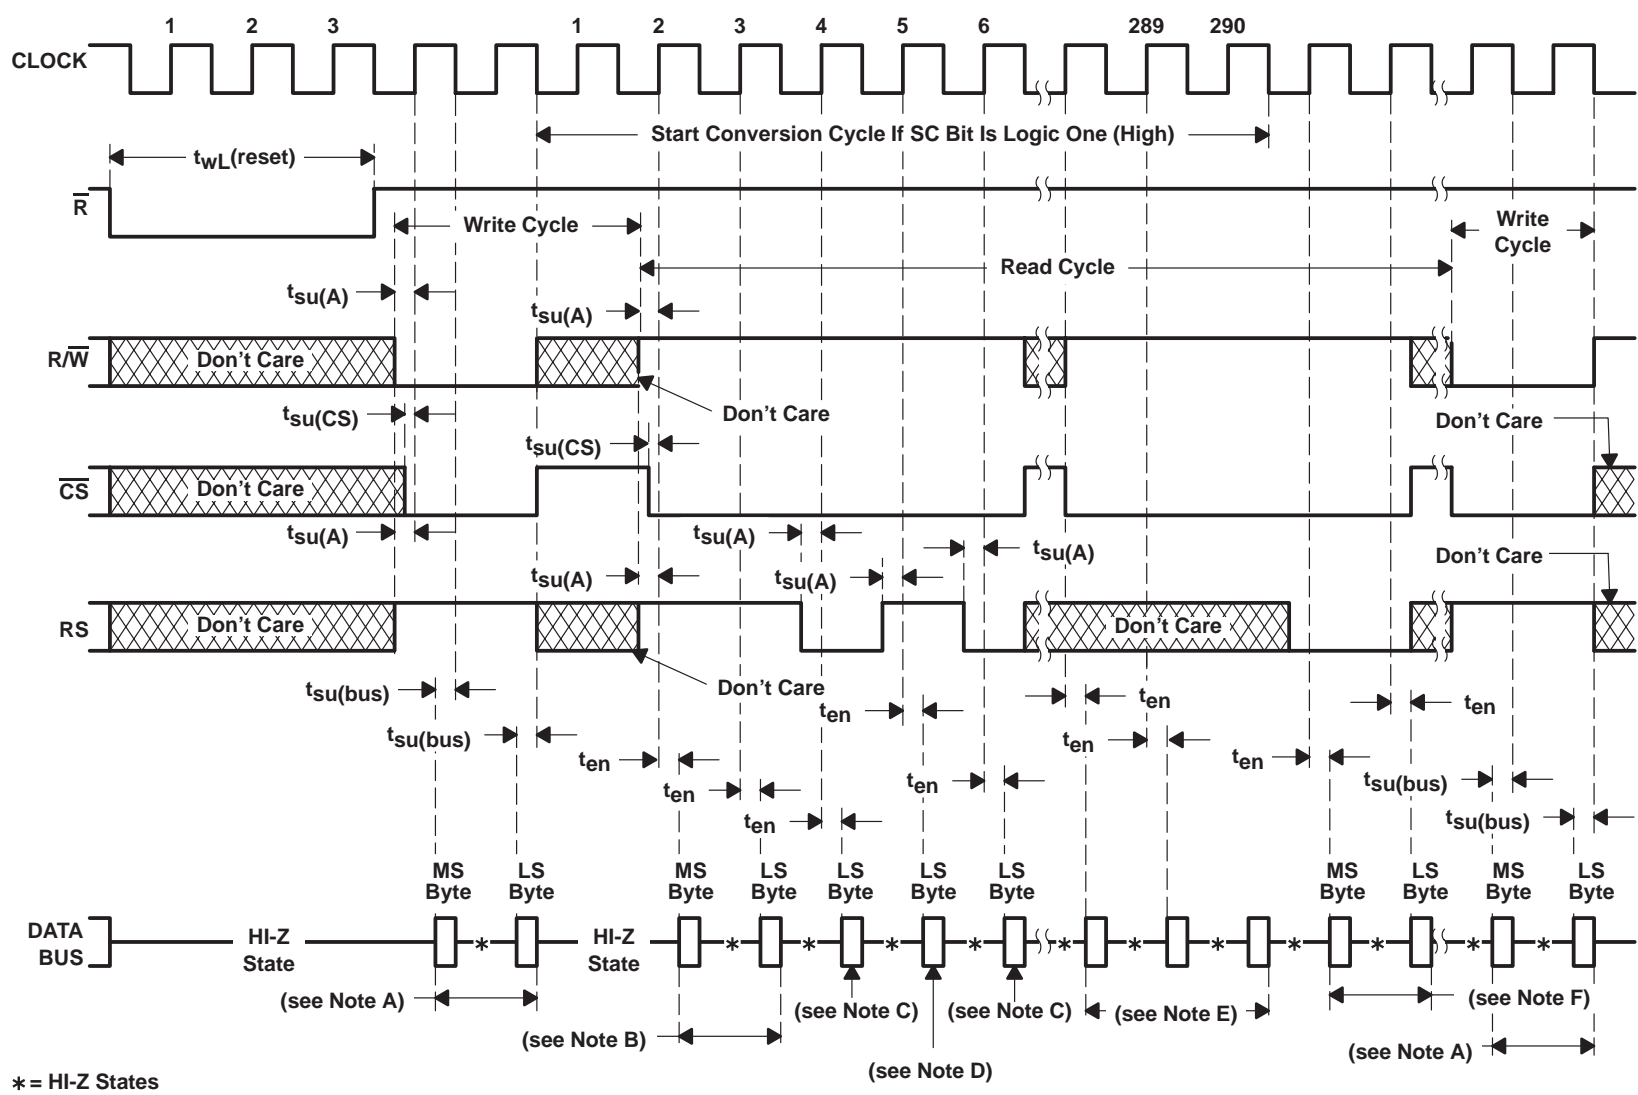 1 2 3 1 2 3 4 5 6 289 290
CLOCK
Start Conversion Cycle If SC Bit Is Logic One (High)
twL(reset)
R
Write Cycle
Write
Cycle
Read Cycle
tsu(A)
tsu(A)
R/W
Don't Care
Don't Care
tsu(CS)
Don't Care
tsu(CS)
CS
Don't Care
tsu(A)
tsu(A)
tsu(A)
Don't Care
tsu(A)
tsu(A)
RS
Don't Care
Don't Care
Don't Care
tsu(bus)
ten
ten
ten
tsu(bus)
ten
ten
ten
tsu(bus)
ten
ten
ten
tsu(bus)
MS
Byte
LS
Byte
MS
Byte
LS
Byte
LS
Byte
LS
Byte
LS
Byte
MS
Byte
LS
Byte
MS
Byte
LS
Byte
DATA
BUS
HI-Z
State
*
HI-Z
State
* * * * * * * * * * * *
(see Note A)
(see Note C)
(see Note C)
(see Note E)
(see Note F)
(see Note B)
(see Note D)
(see Note A)
* = HI-Z States